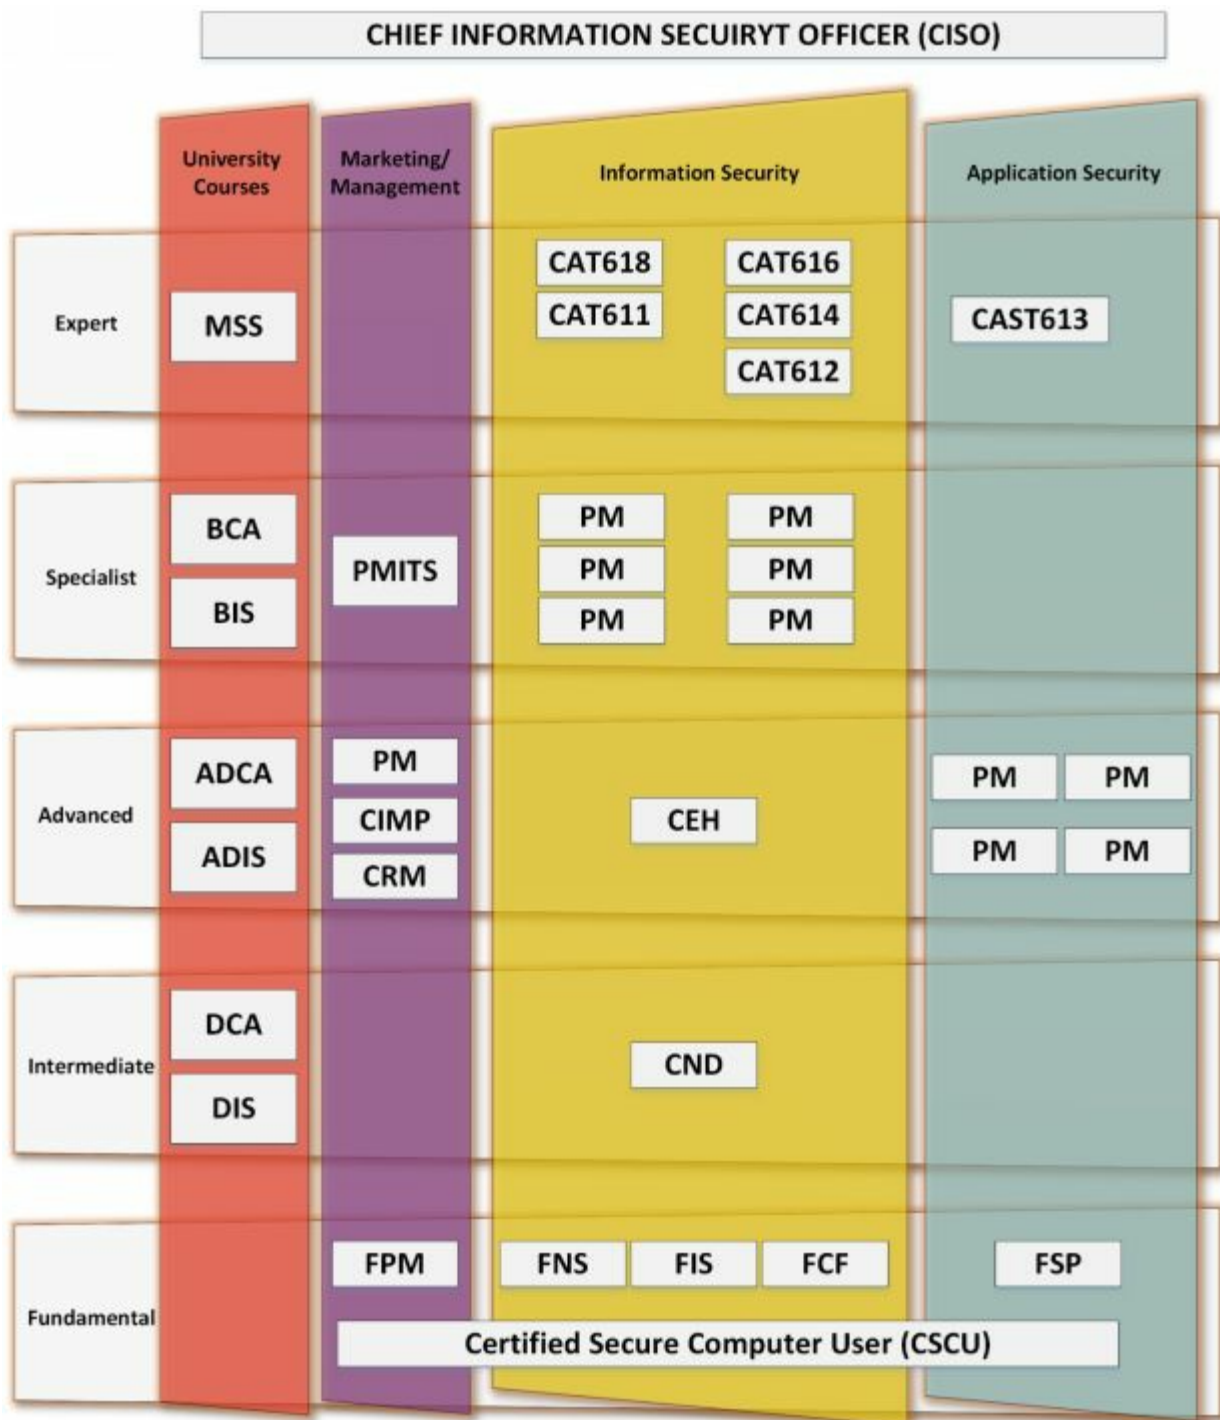 CHIEF INFORMATION SECUIRYT OFFICER (CISO)
University
Courses
Marketing/
Management
Information Security
Application Security
Expert
MSS
CAT618
CAT616
CAT611
CAT614
CAT612
CAST613
Specialist
BCA
BIS
PMITS
PM
PM
PM
PM
PM
PM
Advanced
ADCA
ADIS
PM
CIMP
CRM
CEH
PM
PM
PM
PM
Intermediate
DCA
DIS
CND
Fundamental
FPM
FNS
FIS
FCF
FSP
Certified Secure Computer User (CSCU)